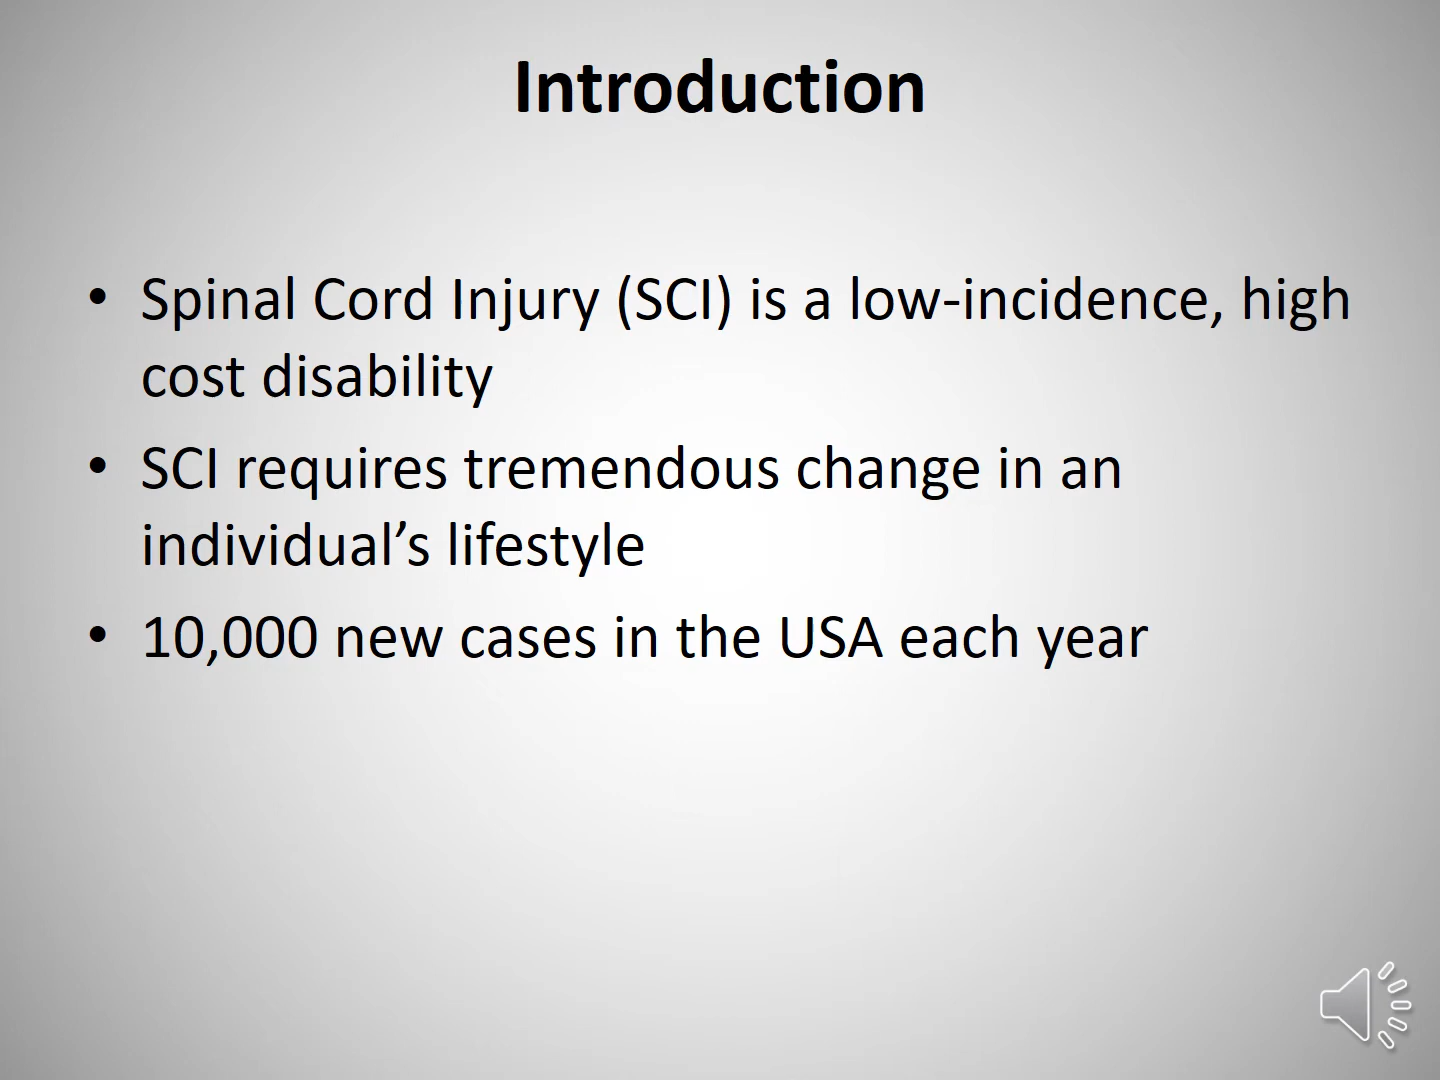 Introduction
• Spinal Cord Injury (SCI) is a low-incidence, high
cost disability
• SCI requires tremendous change in an
individual’s lifestyle
• 10,000 new cases in the USA each year